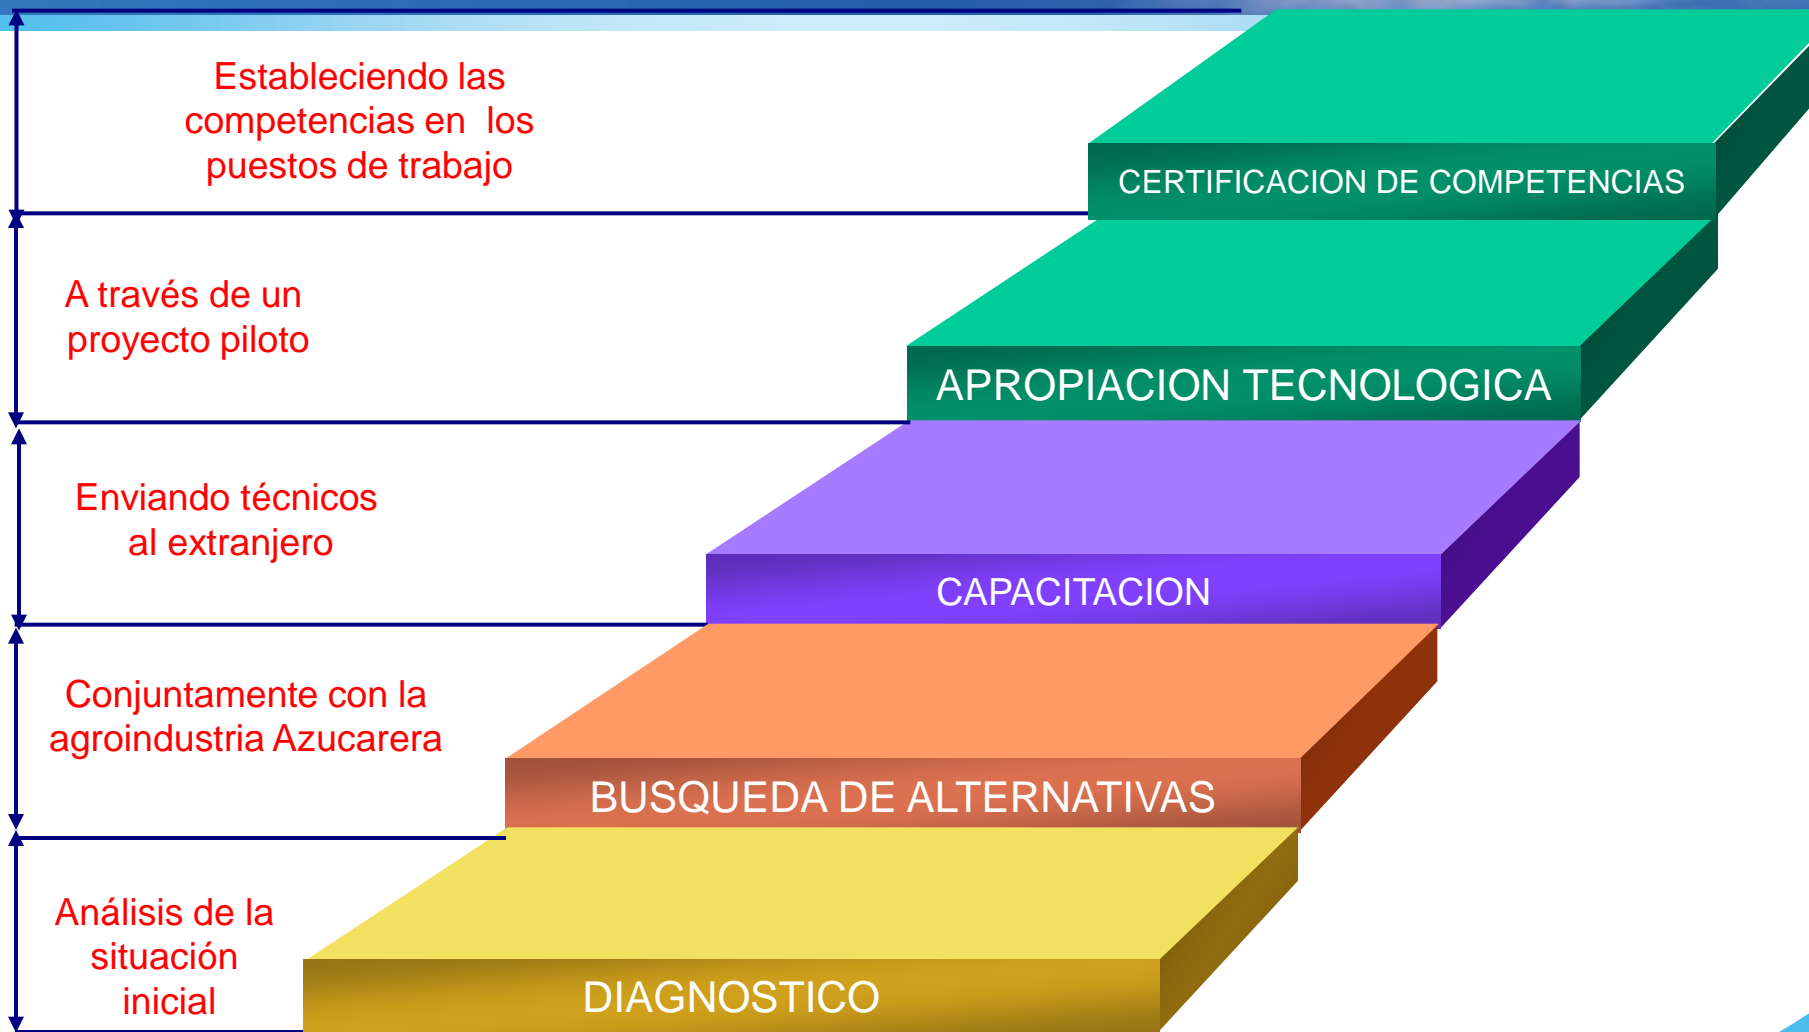 Estableciendo las
competencias en los
puestos de trabajo
CERTIFICACION DE COMPETENCIAS
A través de un
proyecto piloto
APROPIACION TECNOLOGICA
Enviando técnicos
al extranjero
CAPACITACION
Conjuntamente con la
agroindustria Azucarera
BUSQUEDA DE ALTERNATIVAS
Análisis de la
situación
inicial
DIAGNOSTICO